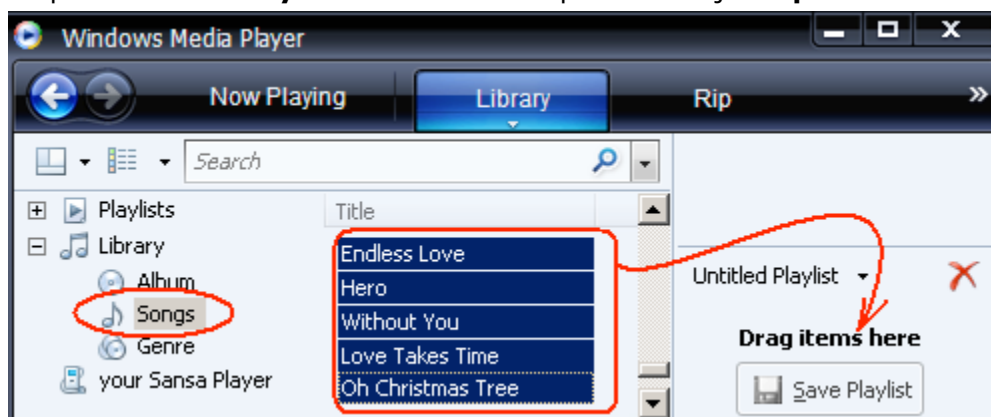 Windows Media Player
Now Playing Library Rip »
Search
Playlists
Title
Library
Endless Love
Album
Hero
Songs
Without You
Genre
Love Takes Time
your Sansa Player
Oh Christmas Tree
Untitled Playlist
Drag items here
Save Playlist